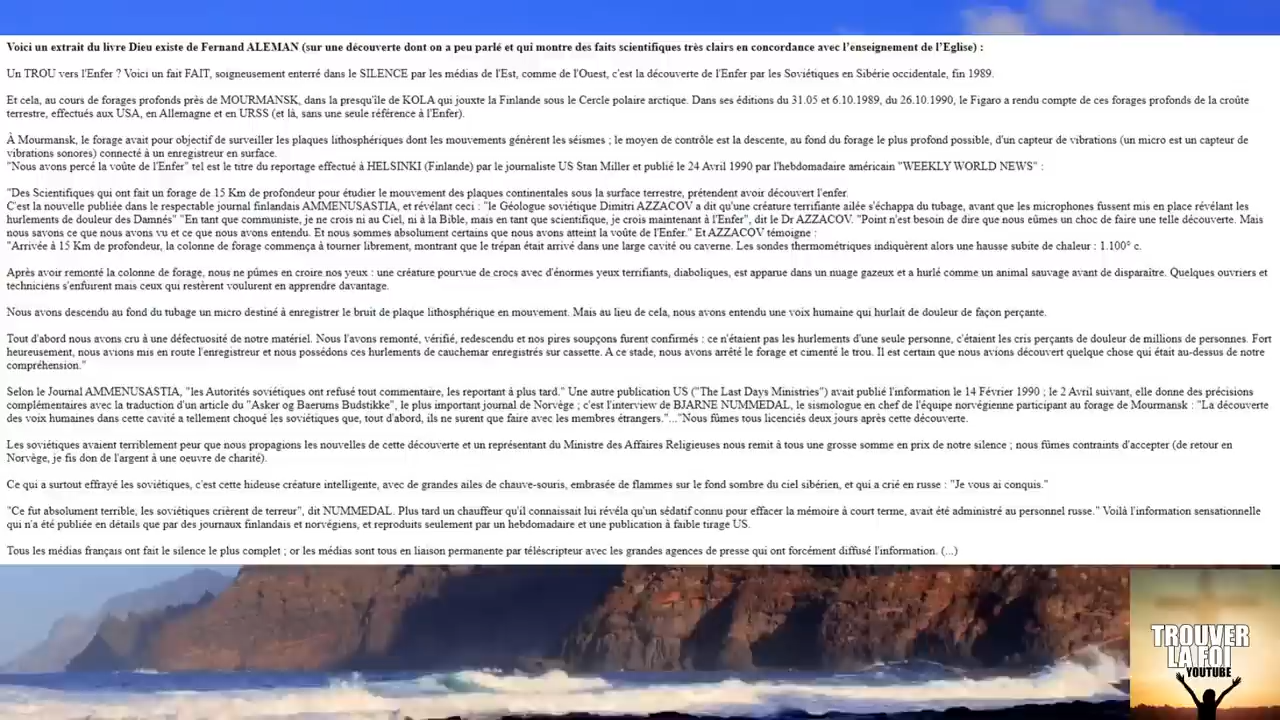 Voici un extrait du livre Dieu existe de Fernand ALEMAN (sur une découverte dont on a peu parlé et qui montre des faits scientifiques très clairs en concordance avec l'enseignement de l'Eglise) :
Un TROU vers l'Enfer ? Voici un fait FAIT, soigneusement enterré dans le SILENCE par les médias de l'Est, comme de l'Ouest, c'est la découverte de l'Enfer par les Soviétiques en Sibérie occidentale, fin 1989.
Et cela, au cours de forages profonds près de MOURMANSK, dans la presqu'île de KOLA qui jouxte la Finlande sous le Cercle polaire arctique. Dans ses éditions du 31.05 et 6.10.1989, du 26.10.1990, le Figaro a rendu compte de ces forages profonds de la croûte
terrestre, effectués aux USA, en Allemagne et en URSS (et là, sans une seule référence à l'Enfer).
À Mourmansk, le forage avait pour objectif de surveiller les plaques lithosphériques dont les mouvements génèrent les séismes ; le moyen de contrôle est la descente, au fond du forage le plus profond possible, d'un capteur de vibrations (un micro est un capteur de
vibrations sonores) connecté à un enregistreur en surface.
"Nous avons percé la voûte de l'Enfer" tel est le titre du reportage effectué à HELSINKI (Finlande) par le journaliste US Stan Miller et publié le 24 Avril 1990 par l'hebdomadaire américain "WEEKLY WORLD NEWS" :
"Des Scientifiques qui ont fait un forage de 15 Km de profondeur pour étudier le mouvement des plaques continentales sous la surface terrestre, prétendent avoir découvert l'enfer.
C'est la nouvelle publiée dans le respectable journal finlandais AMMENUSASTIA, et révélant ceci : "le Géologue soviétique Dimitri AZZACOV a dit qu'une créature terrifiante ailée s'échappa du tubage, avant que les microphones fussent mis en place révélant les
hurlements de douleur des Damnés" "En tant que communiste, je ne crois ni au Ciel, ni à la Bible, mais en tant que scientifique, je crois maintenant à l'Enfer", dit le Dr AZZACOV. "Point n'est besoin de dire que nous eûmes un choc de faire une telle découverte. Mais
nous savons ce que nous avons vu et ce que nous avons entendu. Et nous sommes absolument certains que nous avons atteint la voûte de l'Enfer." Et AZZACOV témoigne :
"Arrivée à 15 Km de profondeur, la colonne de forage commença à tourner librement, montrant que le trépan était arrivé dans une large cavité ou caverne. Les sondes thermométriques indiquèrent alors une hausse subite de chaleur : 1.100° c.
Après avoir remonté la colonne de forage, nous ne pûmes en croire nos yeux : une créature pourvue de crocs avec d'énormes yeux terrifiants, diaboliques, est apparue dans un nuage gazeux et a hurlé comme un animal sauvage avant de disparaître. Quelques ouvriers et
techniciens s'enfuirent mais ceux qui restèrent voulurent en apprendre davantage.
Nous avons descendu au fond du tubage un micro destiné à enregistrer le bruit de plaque lithosphérique en mouvement. Mais au lieu de cela, nous avons entendu une voix humaine qui hurlait de douleur de façon perçante.
Tout d'abord nous avons cru à une défectuosité de notre matériel. Nous l'avons remonté, vérifié, redescendu et nos pires soupçons furent confirmés : ce n'étaient pas les hurlements d'une seule personne, c'étaient les cris perçants de douleur de millions de personnes. Fort
heureusement, nous avions mis en route l'enregistreur et nous possédons ces hurlements de cauchemar enregistrés sur cassette. A ce stade, nous avons arrêté le forage et cimenté le trou. Il est certain que nous avions découvert quelque chose qui était au-dessus de notre
compréhension."
Selon le Journal AMMENUSASTIA, "les Autorités soviétiques ont refusé tout commentaire, les reportant à plus tard." Une autre publication US ("The Last Days Ministries") avait publié l'information le 14 Février 1990 ; le 2 Avril suivant, elle donne des précisions
complémentaires avec la traduction d'un article du "Asker og Baerums Budstikke", le plus important journal de Norvège ; c'est l'interview de BJARNE NUMMEDAL, le sismologue en chef de l'équipe norvégienne participant au forage de Mourmansk : "La découverte
des voix humaines dans cette cavité a tellement choqué les soviétiques que, tout d'abord, ils ne surent que faire avec les membres étrangers."..."Nous fûmes tous licenciés deux jours après cette découverte.
Les soviétiques avaient terriblement peur que nous propagions les nouvelles de cette découverte et un représentant du Ministre des Affaires Religieuses nous remit à tous une grosse somme en prix de notre silence ; nous fûmes contraints d'accepter (de retour en
Norvège, je fis don de l'argent à une oeuvre de charité).
Ce qui a surtout effrayé les soviétiques, c'est cette hideuse créature intelligente, avec de grandes ailes de chauve-souris, embrasée de flammes sur le fond sombre du ciel sibérien, et qui a crié en russe : "Je vous ai conquis."
"Ce fut absolument terrible, les soviétiques crièrent de terreur", dit NUMMEDAL. Plus tard un chauffeur qu'il connaissait lui révéla qu'un sédatif connu pour effacer la mémoire à court terme, avait été administré au personnel russe." Voilà l'information sensationnelle
qui n'a été publiée en détails que par des journaux finlandais et norvégiens, et reproduits seulement par un hebdomadaire et une publication à faible tirage US.
Tous les médias français ont fait le silence le plus complet ; or les médias sont tous en liaison permanente par téléscripteur avec les grandes agences de presse qui ont forcément diffusé l'information. (...)
TROUVER
LA FOI
YOUTUBE